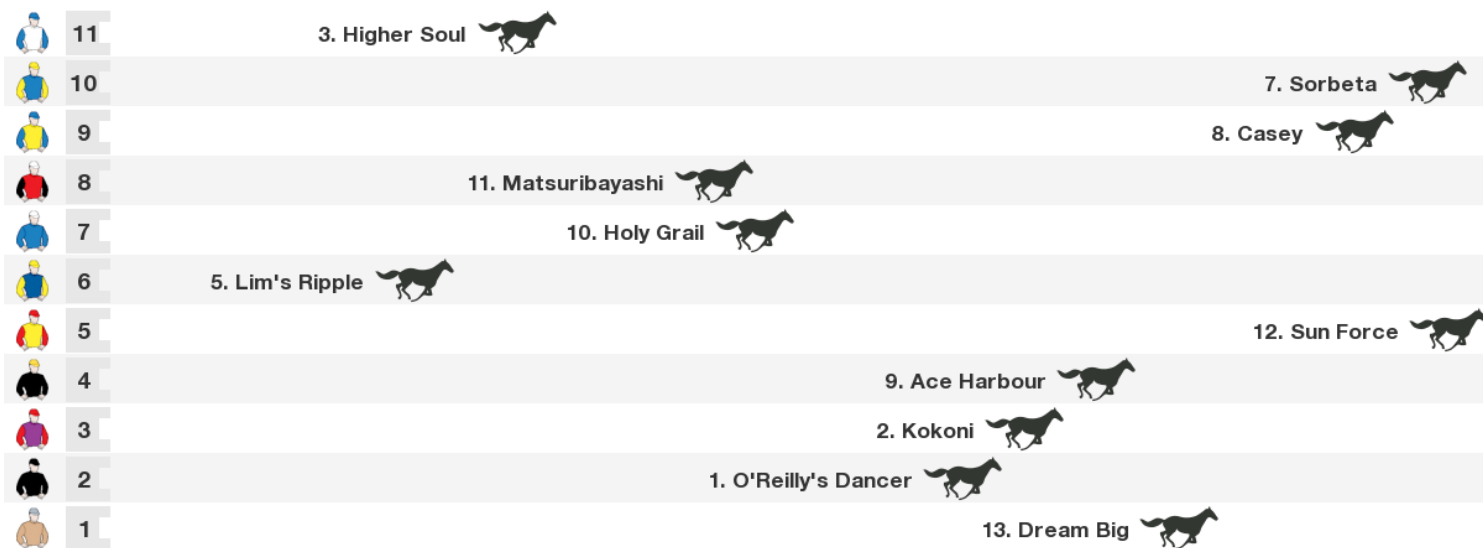 11 3. Higher Soul
10 7. Sorbeta
9 8. Casey
8 11. Matsuribayashi
7 10. Holy Grail
6 5. Lim's Ripple
5 12. Sun Force
4 9. Ace Harbour
3 2. Kokoni
2 1. O'Reilly's Dancer
1 13. Dream Big